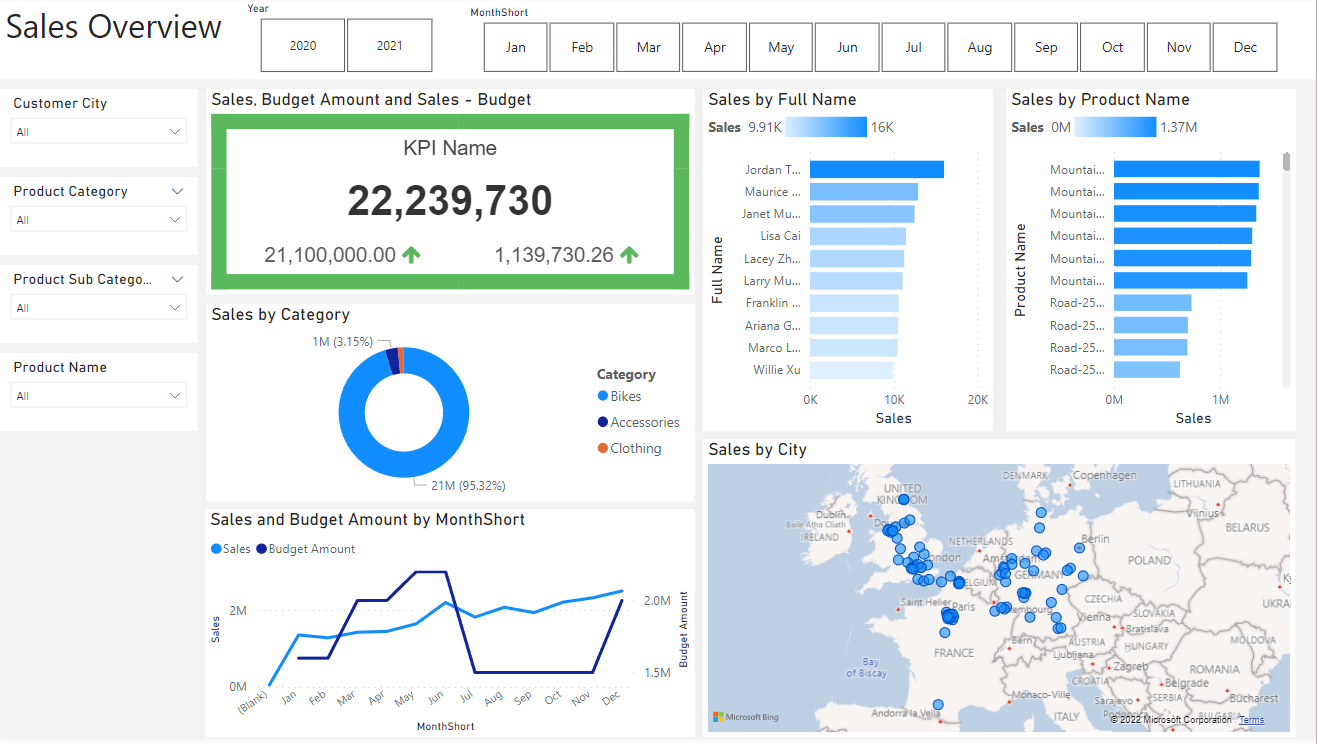 Sales Overview
Year
2020
2021
MonthShort
Jan
Feb
Mar
Apr
May
Jun
Jul
Aug
Sep
Oct
Nov
Dec
Customer City
All
Product Category
All
Product Sub Catego...
All
Product Name
All
Sales, Budget Amount and Sales - Budget
KPI Name
22,239,730
21,100,000.00
1,139,730.26
Sales by Category
1M (3.15%)
21M (95.32%)
Category
Bikes
Accessories
Clothing
Sales and Budget Amount by MonthShort
Sales
Budget Amount
2M
0M
Sales
2.0M
1.5M
Budget Amount
(Blank)
Jan
Feb
Mar
Apr
May
Jun
Jul
Aug
Sep
Oct
Nov
Dec
MonthShort
Sales by Full Name
Sales 9.91K 16K
Full Name
Jordan T...
Maurice ...
Janet Mu...
Lisa Cai
Lacey Zh...
Larry Mu...
Franklin ...
Ariana G...
Marco L...
Willie Xu
0K 10K 20K
Sales
Sales by Product Name
Sales 0M 1.37M
Product Name
Mountai...
Mountai...
Mountai...
Mountai...
Mountai...
Mountai...
Road-25...
Road-25...
Road-25...
Road-25...
0M 1M
Sales
Sales by City
DENMARK
Copenhagen
LITHUANIA
UNITED
KINGDOM
Vilnius
Dublin
Baile Átha Cliath
IRELAND
BELARUS
NETHERLANDS
Berlin
London
POLAND
BELGIUM
GERMANY
Saint Helier
Paris
CZECHIA
UKRA
SLOVAKIA
Vienna
Bratislava
MOLDOVA
Bern
AUSTRIA
HUNGARY
FRANCE
Ljubljana
Zagreb
ROMANIA
Bay
of Biscay
CROATIA
Belgrade
Monaco-Ville
Sarajevo
SERBIA
Bucharest
Andorra la Vella
ITALY
BULGARIA
Microsoft Bing
© 2022 Microsoft Corporation Terms